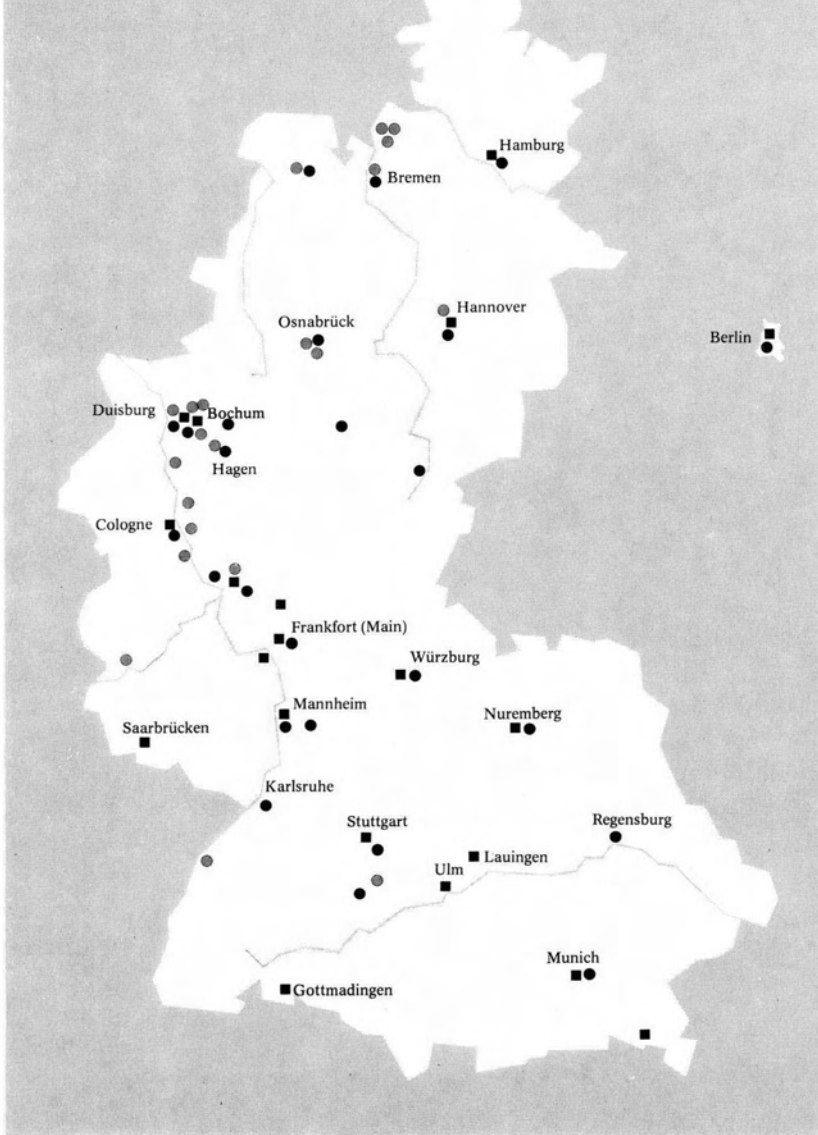 Hamburg
Bremen
Hannover
Osnabrück
Berlin
Duisburg
Bochum
Hagen
Cologne
Frankfort (Main)
Würzburg
Mannheim
Nuremberg
Saarbrücken
Karlsruhe
Stuttgart
Regensburg
Lauingen
Ulm
Munich
Gottmadingen